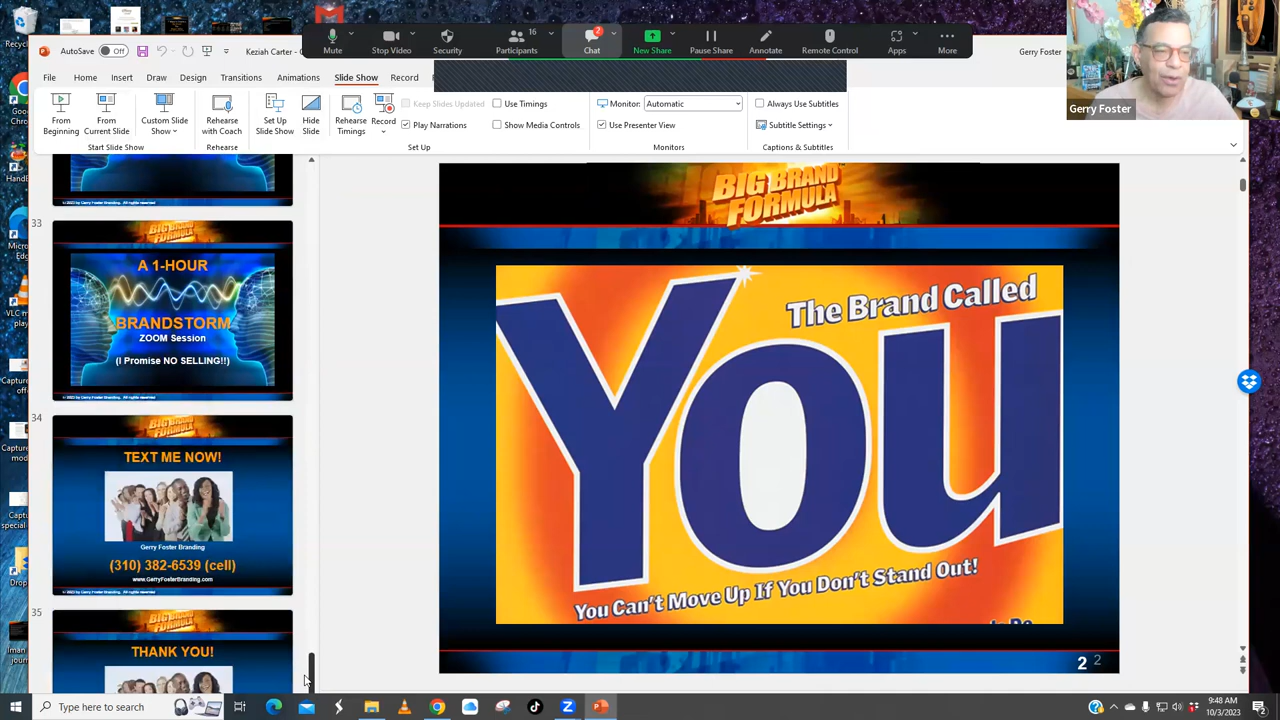 Recycl
AutoSave Off
Keziah Carter -
Mute
Stop Video
Security
16
Participants
2
Chat
New Share
Pause Share
Annotate
Remote Control
Apps
More
Gerry Foster
Gerry Foster
File
Home
Insert
Draw
Design
Transitions
Animations
Slide Show
Record
From Beginning
From Current Slide
Custom Slide Show
Rehearse with Coach
Set Up Slide Show
Hide Slide
Rehearse Timings
Record
Keep Slides Updated
Play Narrations
Use Timings
Show Media Controls
Monitor: Automatic
Use Presenter View
Always Use Subtitles
Subtitle Settings
Start Slide Show
Rehearse
Set Up
Monitors
Captions & Subtitles
33
BIG BRAND
FORMULA
A 1-HOUR
BRANDSTORM
ZOOM Session
(I Promise NO SELLING!!)
34
BIG BRAND
FORMULA
TEXT ME NOW!
Gerry Foster Branding
(310) 382-6539 (cell)
www.GerryFosterBranding.com
35
BIG BRAND
FORMULA
THANK YOU!
BIG BRAND
FORMULA
The Brand Called
You
You Can't Move Up If You Don't Stand Out!
2 2
Type here to search
9:48 AM
10/3/2023